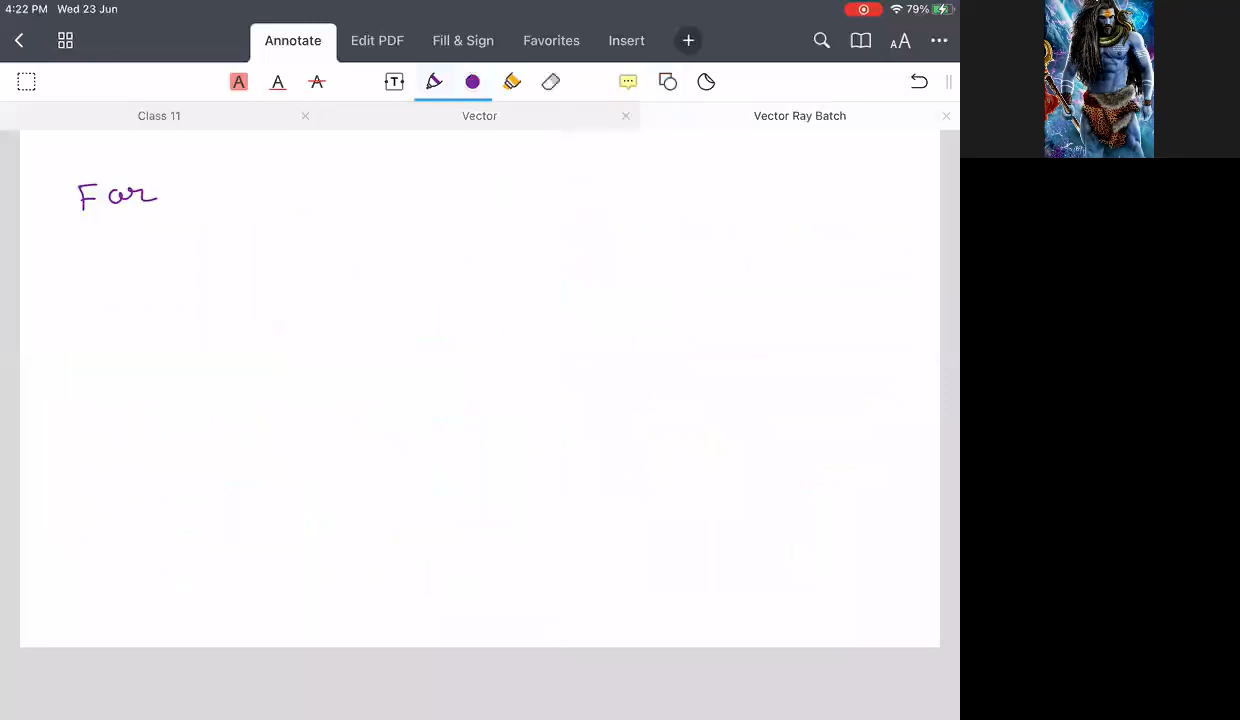 4:22 PM Wed 23 Jun 79%
Annotate Edit PDF Fill & Sign Favorites Insert
A A A T
Class 11 Vector Vector Ray Batch
For